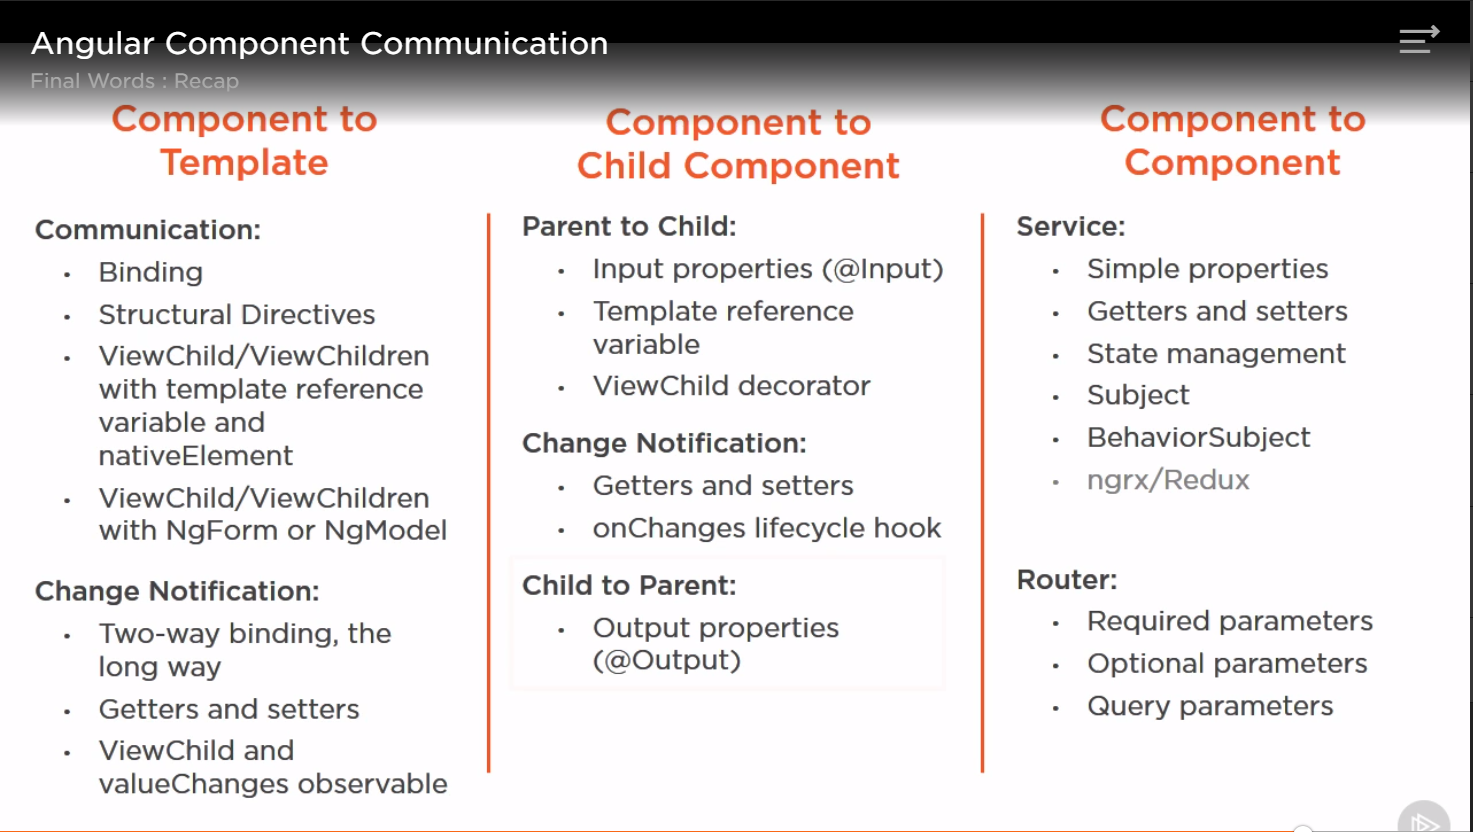 Angular Component Communication
Final Words : Recap
Component to
Template
Communication:
• Binding
• Structural Directives
• ViewChild/ViewChildren
with template reference
variable and
nativeElement
• ViewChild/ViewChildren
with NgForm or NgModel
Change Notification:
• Two-way binding, the
long way
• Getters and setters
• ViewChild and
valueChanges observable
Component to
Child Component
Parent to Child:
• Input properties (@Input)
• Template reference
variable
• ViewChild decorator
Change Notification:
• Getters and setters
• onChanges lifecycle hook
Child to Parent:
• Output properties
(@Output)
Component to
Component
Service:
• Simple properties
• Getters and setters
• State management
• Subject
• BehaviorSubject
• ngrx/Redux
Router:
• Required parameters
• Optional parameters
• Query parameters